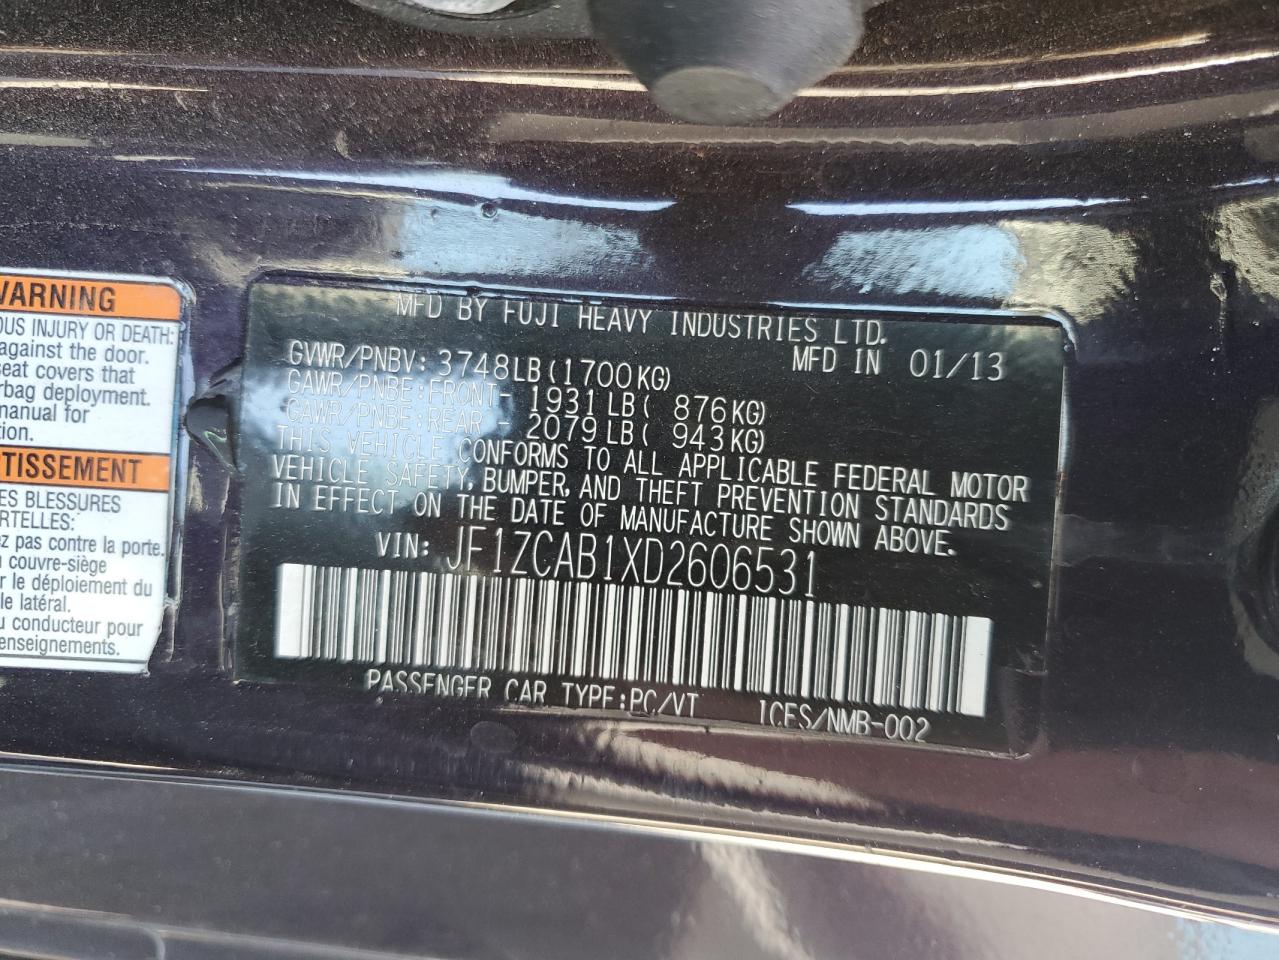 WARNING
OUS INJURY OR DEATH:
against the door.
seat covers that
rbag deployment.
manual for
tion.
TISSEMENT
ES BLESSURES
ORTELLES:
ez pas contre la porte.
couvre-siège
r le déploiement de
e latéral.
u conducteur pour
enseignements.
MFD BY FUJI HEAVY INDUSTRIES LTD.
GVWR/PNBV: 3748LB(1700KG) MFD IN 01/13
GAWR/PNBE:FRONT- 1931LB( 876KG)
GAWR/PNBE:REAR - 2079LB( 943KG)
THIS VEHICLE CONFORMS TO ALL APPLICABLE FEDERAL MOTOR
VEHICLE SAFETY, BUMPER, AND THEFT PREVENTION STANDARDS
IN EFFECT ON THE DATE OF MANUFACTURE SHOWN ABOVE.
VIN: JF1ZCAB1XD2606531
PASSENGER CAR TYPE:PC/VT ICES/NMB-002